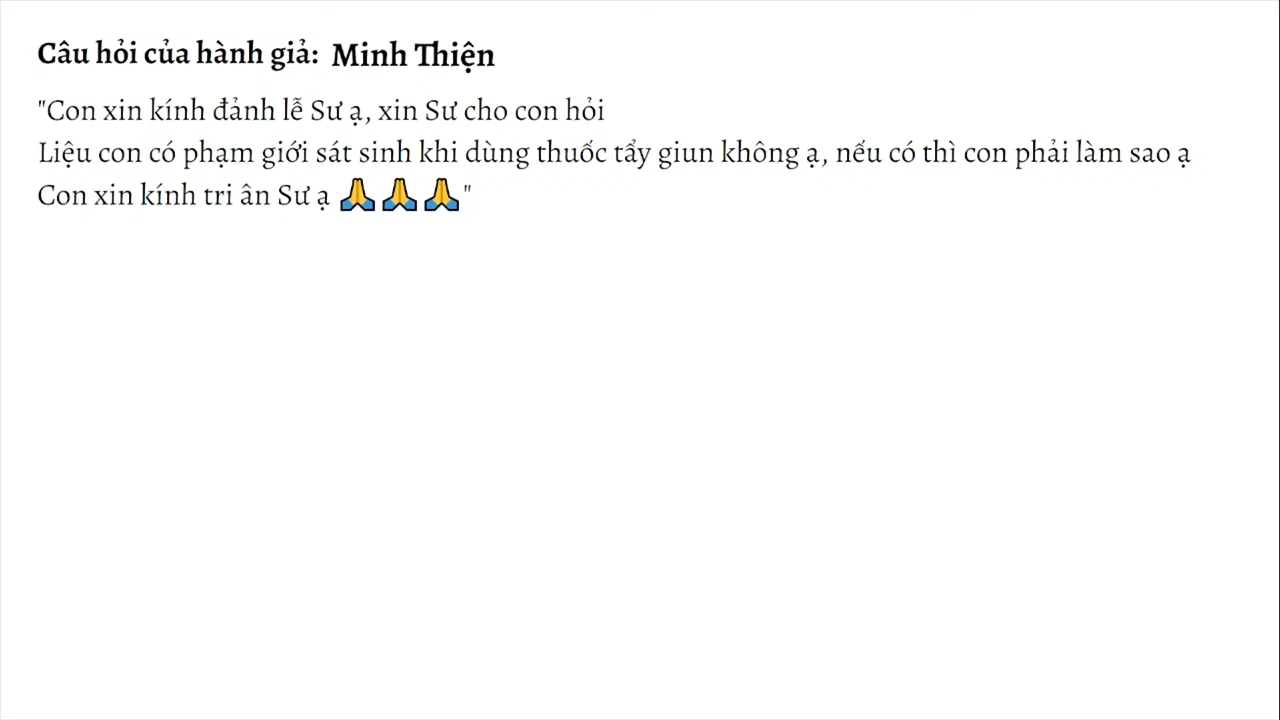 Câu hỏi của hành giả: Minh Thiện
"Con xin kính đảnh lễ Sư ạ, xin Sư cho con hỏi
Liệu con có phạm giới sát sinh khi dùng thuốc tẩy giun không ạ, nếu có thì con phải làm sao ạ
Con xin kính tri ân Sư ạ 🙏🙏🙏"